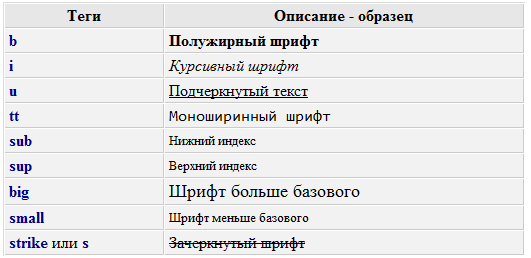 Теги Описание - образец
b Полужирный шрифт
i Курсивный шрифт
u Подчеркнутый текст
tt Моноширинный шрифт
sub Нижний индекс
sup Верхний индекс
big Шрифт больше базового
small Шрифт меньше базового
strike или s Зачеркнутый шрифт